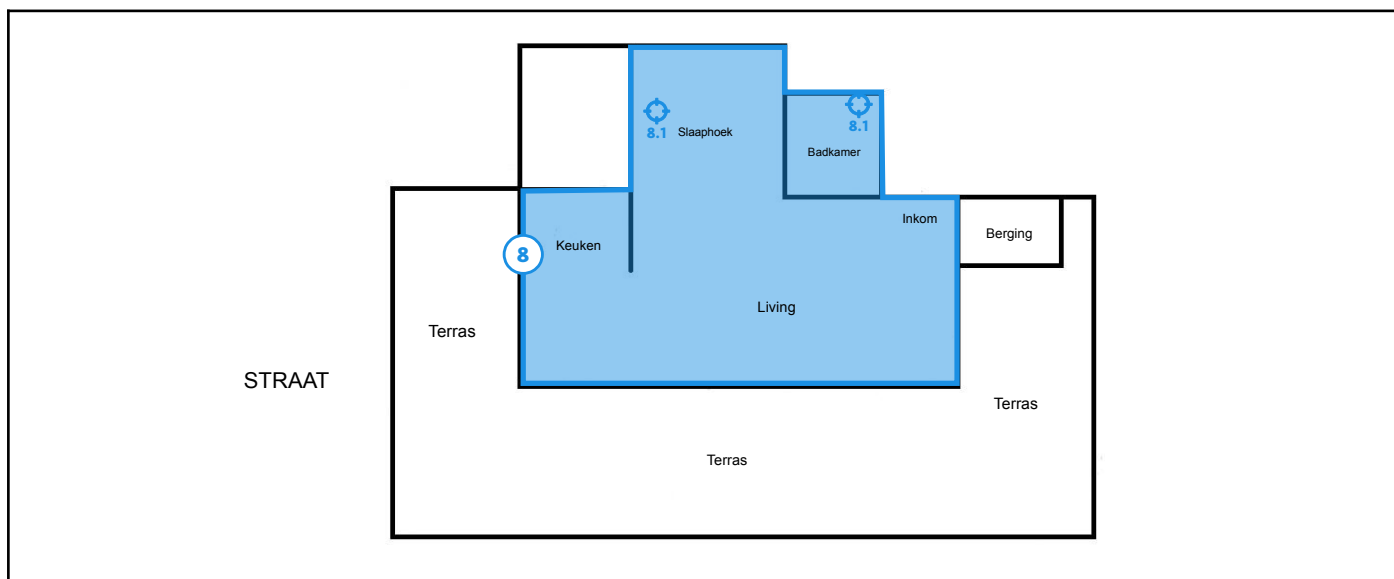 8.1
Slaaphoek
8.1
Badkamer
Inkom
Berging
8
Keuken
Living
Terras
STRAAT
Terras
Terras